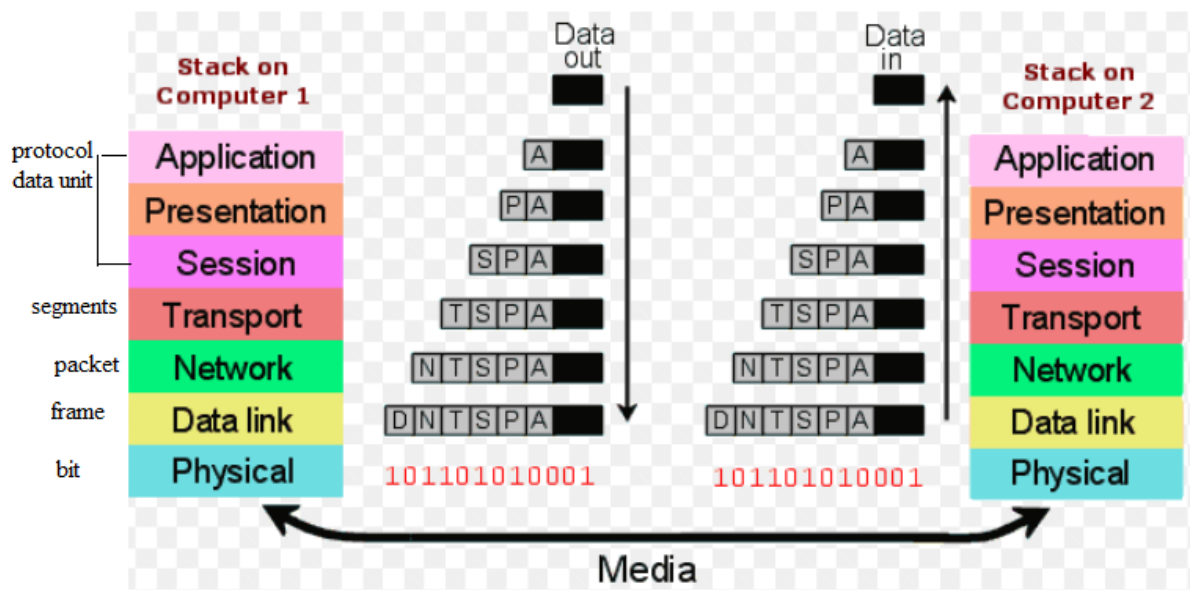 Data
out
Data
in
Stack on
Computer 1
Stack on
Computer 2
protocol
data unit
Application
A
A
Application
Presentation
P A
P A
Presentation
Session
S P A
S P A
Session
segments
Transport
T S P A
T S P A
Transport
packet
Network
N T S P A
N T S P A
Network
frame
Data link
D N T S P A
D N T S P A
Data link
bit
Physical
101101010001
101101010001
Physical
Media